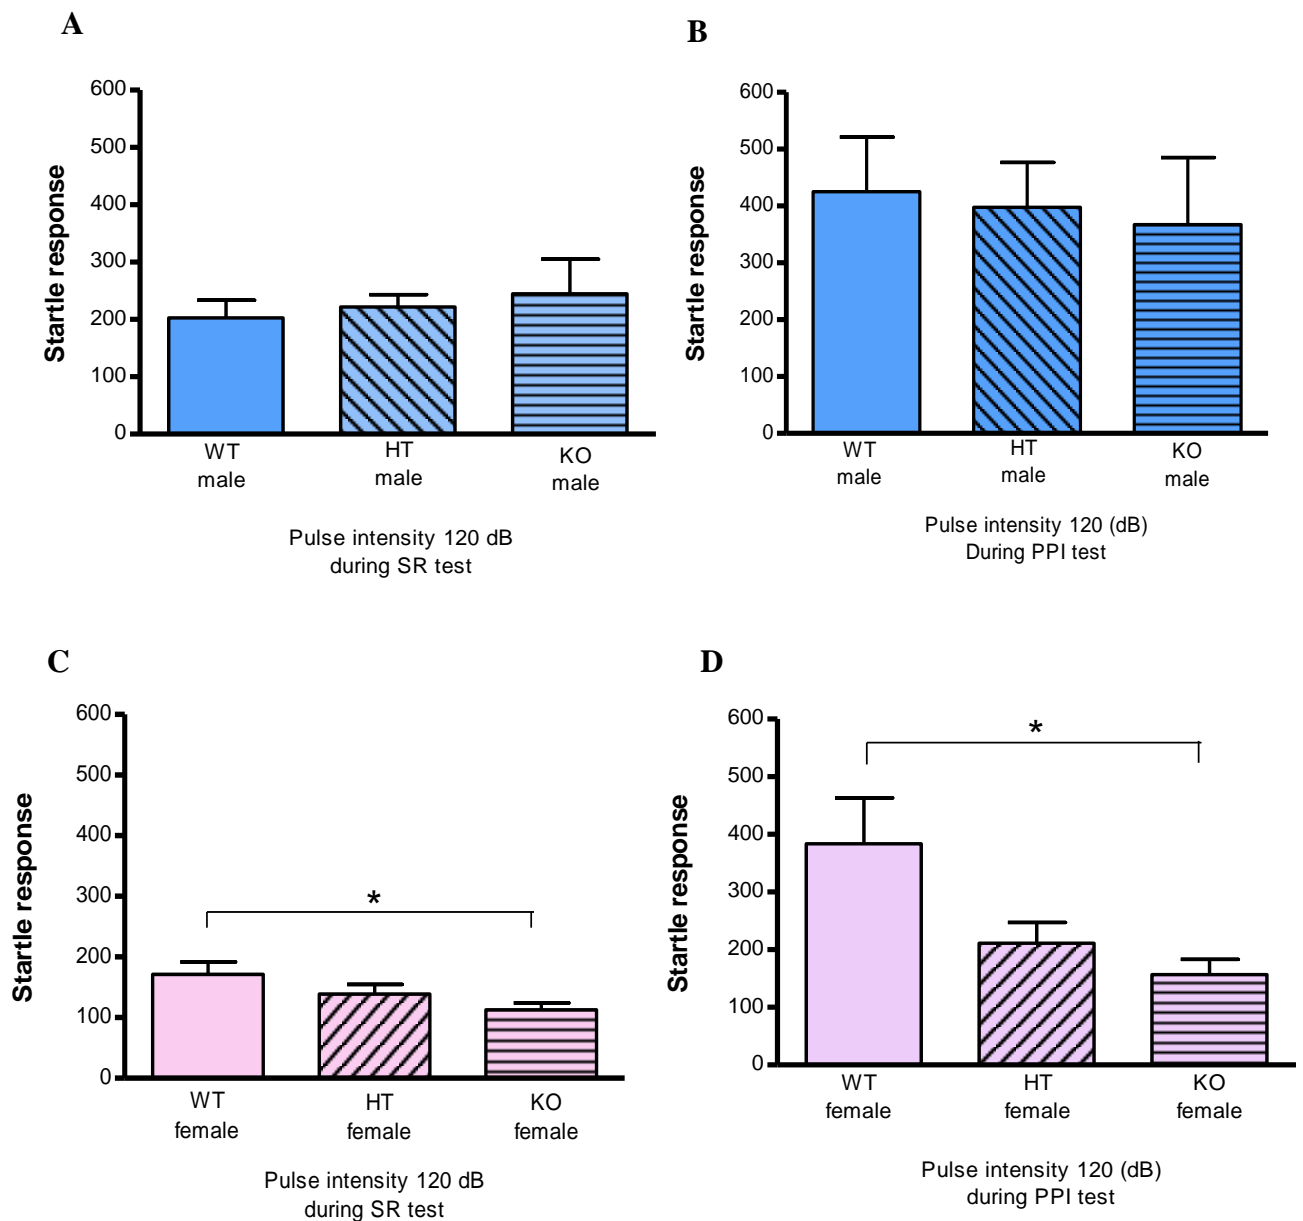 A
600
500
400
300
200
100
0
Startle response
WT
male
HT
male
KO
male
Pulse intensity 120 dB
during SR test
B
600
500
400
300
200
100
0
Startle response
WT
male
HT
male
KO
male
Pulse intensity 120 (dB)
During PPI test
C
600
500
400
300
200
100
0
Startle response
*
WT
female
HT
female
KO
female
Pulse intensity 120 dB
during SR test
D
600
500
400
300
200
100
0
Startle response
*
WT
female
HT
female
KO
female
Pulse intensity 120 (dB)
during PPI test